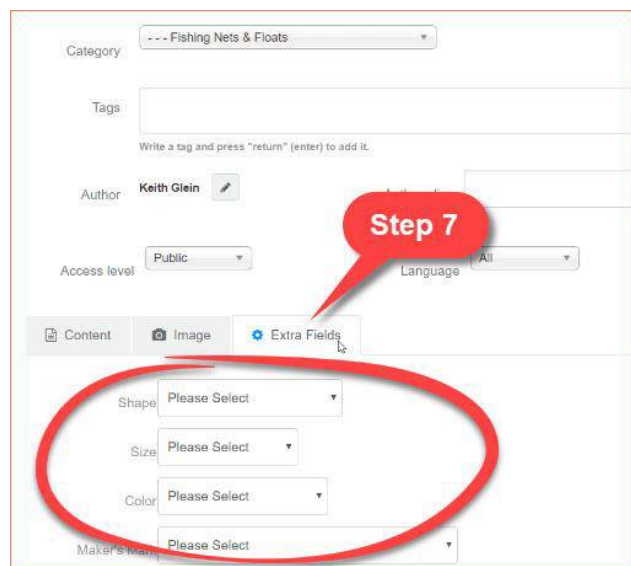 Category
- - - Fishing Nets & Floats
Tags
Write a tag and press "return" (enter) to add it.
Author
Keith Glein
Step 7
Access level
Public
Language
All
Content
Image
Extra Fields
Shape
Please Select
Size
Please Select
Color
Please Select
Maker's Mark
Please Select